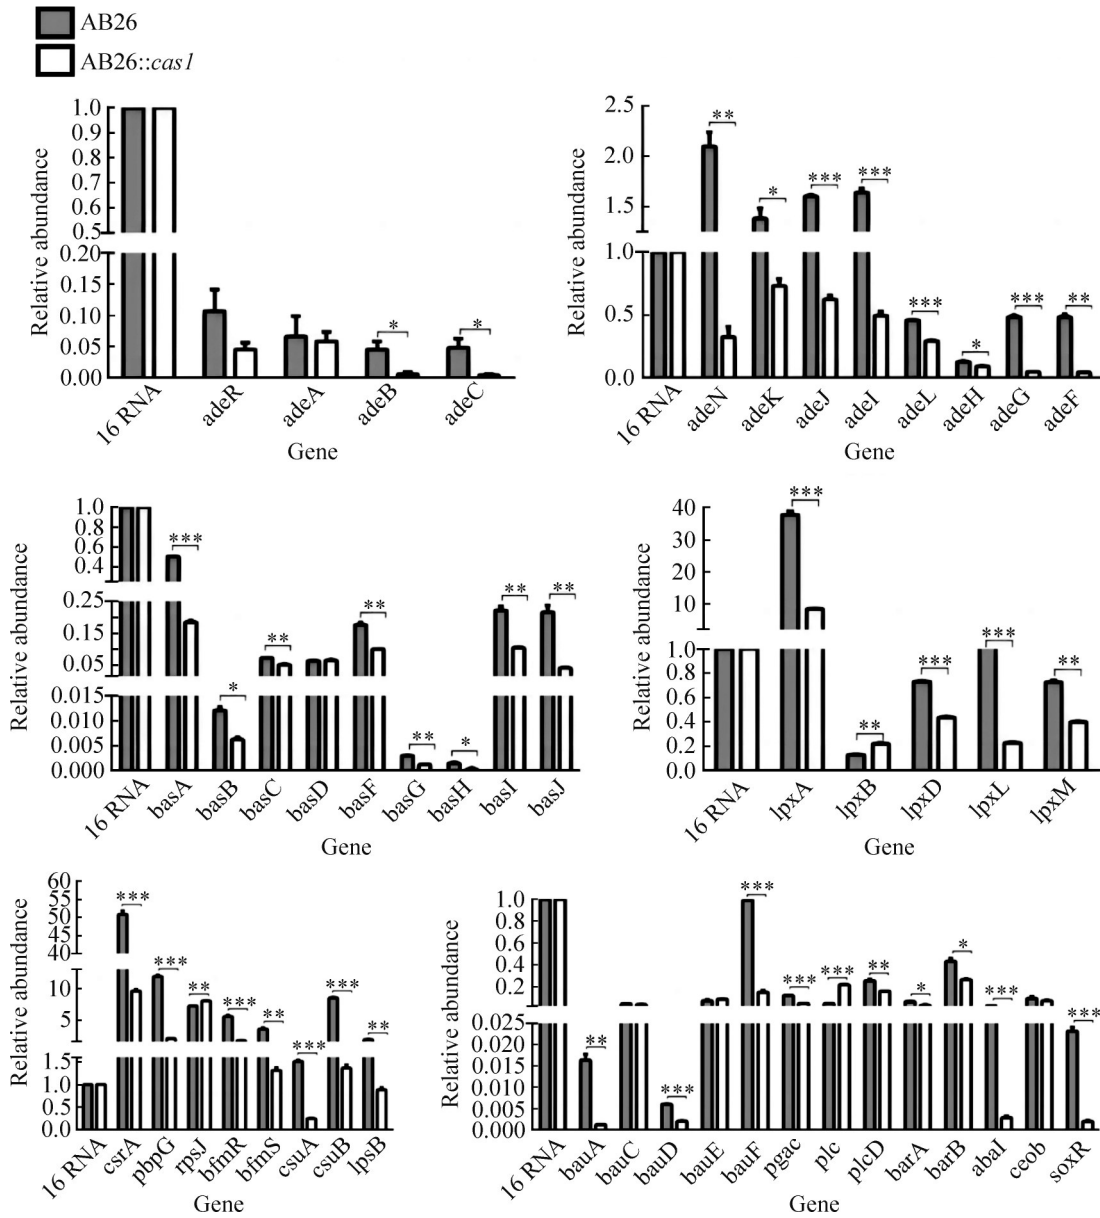 AB26
AB26::cas1
Relative abundance
1.0
0.9
0.8
0.7
0.6
0.5
0.20
0.15
0.10
0.05
0.00
*
*
16 RNA
adeR
adeA
adeB
adeC
Gene
Relative abundance
2.5
2.0
1.5
1.0
0.5
0.0
**
*
***
***
***
*
***
**
16 RNA
adeN
adeK
adeJ
adeI
adeL
adeH
adeG
adeF
Gene
Relative abundance
1.0
0.8
0.6
0.4
0.25
0.15
0.05
0.015
0.010
0.005
0.000
***
*
**
**
**
*
**
**
16 RNA
basA
basB
basC
basD
basF
basG
basH
basI
basJ
Gene
Relative abundance
40
30
20
10
1.0
0.8
0.6
0.4
0.2
0.0
***
**
***
***
**
16 RNA
lpxA
lpxB
lpxD
lpxL
lpxM
Gene
Relative abundance
60
55
50
45
40
10
5
1.5
1.0
0.5
0.0
***
***
**
***
**
***
***
**
16 RNA
csrA
pbpG
rpsJ
bfmR
bfmS
csuA
csuB
lpsB
Gene
Relative abundance
1.0
0.8
0.6
0.4
0.2
0.025
0.020
0.015
0.010
0.005
0.000
**
***
***
***
***
**
*
*
***
***
16 RNA
bauA
bauC
bauD
bauE
bauF
pgac
plc
plcD
barA
barB
abaI
ceob
soxR
Gene